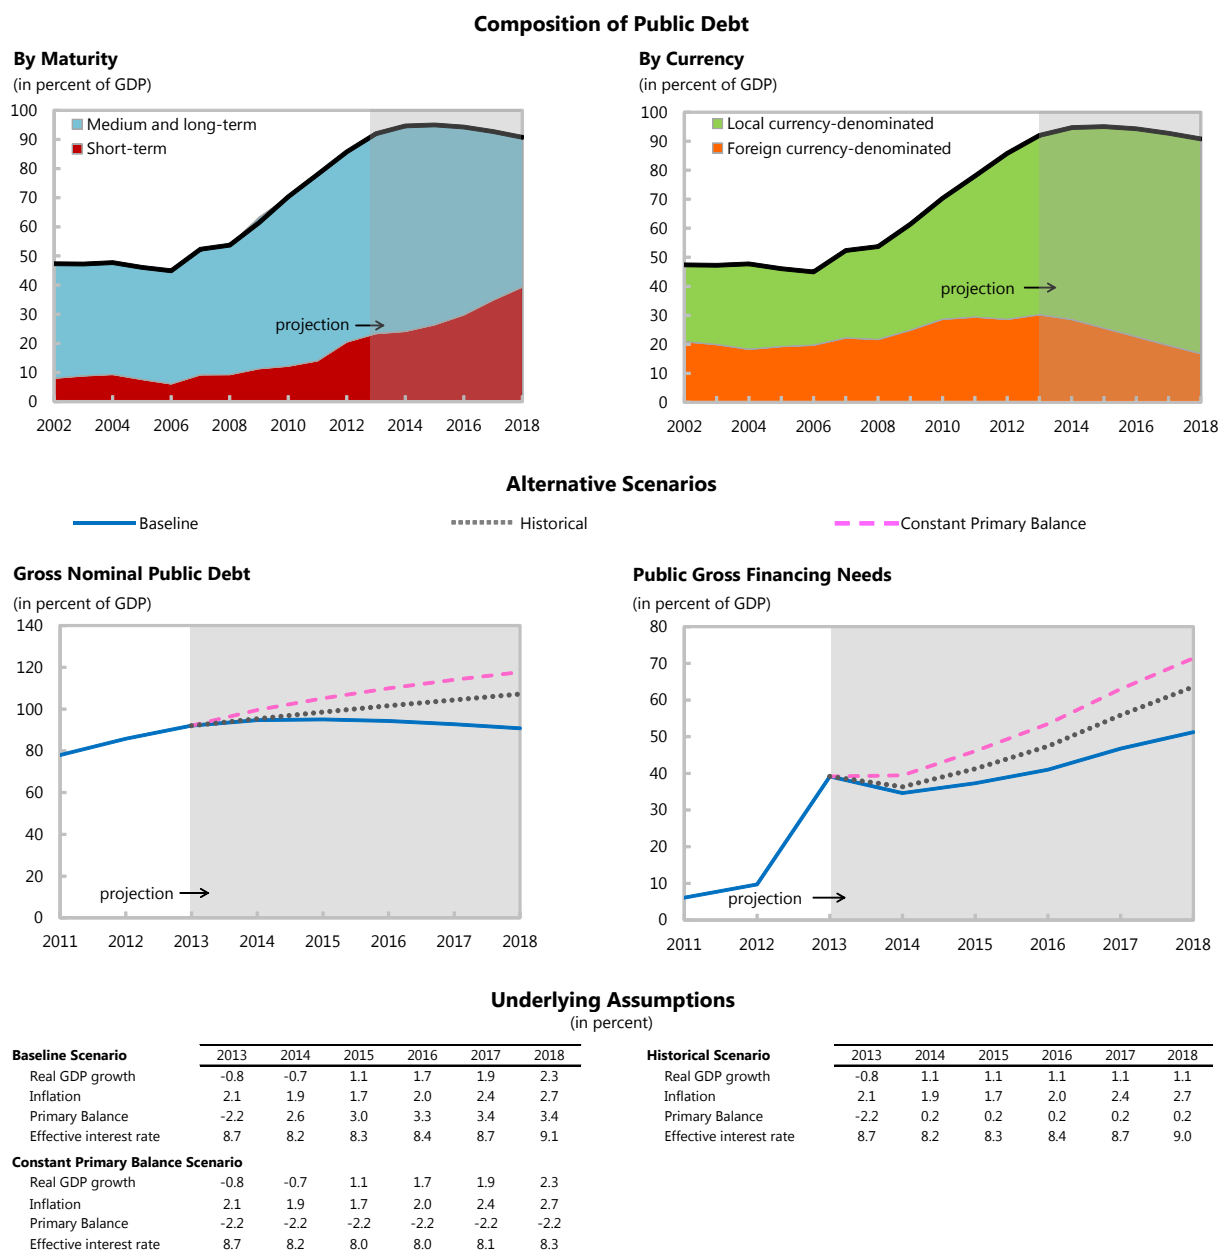 Composition of Public Debt
By Maturity
(in percent of GDP)
100
90
80
70
60
50
40
30
20
10
0
Medium and long-term
Short-term
projection
2002 2004 2006 2008 2010 2012 2014 2016 2018
By Currency
(in percent of GDP)
100
90
80
70
60
50
40
30
20
10
0
Local currency-denominated
Foreign currency-denominated
projection
2002 2004 2006 2008 2010 2012 2014 2016 2018
Alternative Scenarios
Baseline Historical Constant Primary Balance
Gross Nominal Public Debt
(in percent of GDP)
140
120
100
80
60
40
20
0
projection
2011 2012 2013 2014 2015 2016 2017 2018
Public Gross Financing Needs
(in percent of GDP)
80
70
60
50
40
30
20
10
0
projection
2011 2012 2013 2014 2015 2016 2017 2018
Underlying Assumptions
(in percent)
Baseline Scenario 2013 2014 2015 2016 2017 2018
Real GDP growth -0.8 -0.7 1.1 1.7 1.9 2.3
Inflation 2.1 1.9 1.7 2.0 2.4 2.7
Primary Balance -2.2 2.6 3.0 3.3 3.4 3.4
Effective interest rate 8.7 8.2 8.3 8.4 8.7 9.1
Constant Primary Balance Scenario
Real GDP growth -0.8 -0.7 1.1 1.7 1.9 2.3
Inflation 2.1 1.9 1.7 2.0 2.4 2.7
Primary Balance -2.2 -2.2 -2.2 -2.2 -2.2 -2.2
Effective interest rate 8.7 8.2 8.0 8.0 8.1 8.3
Historical Scenario 2013 2014 2015 2016 2017 2018
Real GDP growth -0.8 1.1 1.1 1.1 1.1 1.1
Inflation 2.1 1.9 1.7 2.0 2.4 2.7
Primary Balance -2.2 0.2 0.2 0.2 0.2 0.2
Effective interest rate 8.7 8.2 8.3 8.4 8.7 9.0